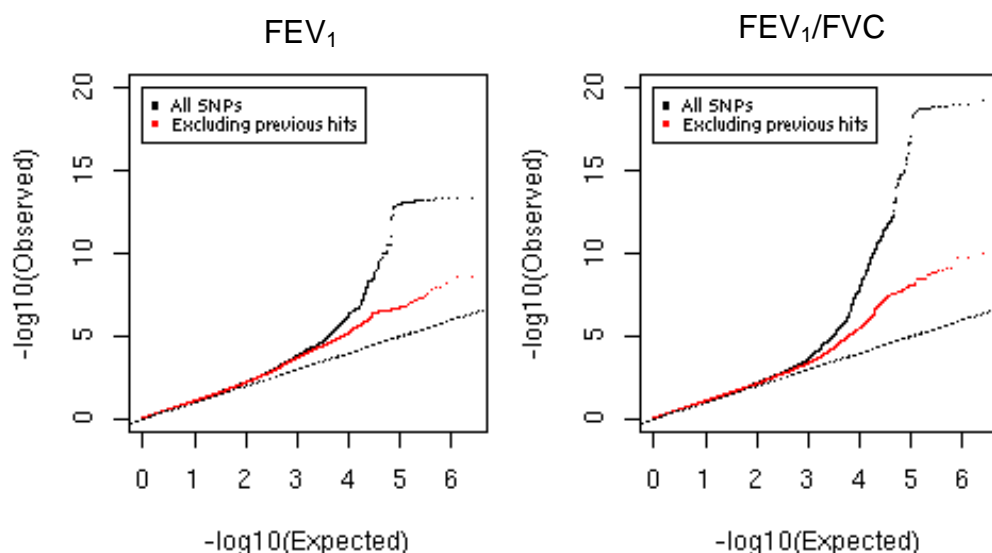 FEV₁
20
15
10
5
0
-log10(Observed)
All SNPs
Excluding previous hits
0 1 2 3 4 5 6
-log10(Expected)
FEV₁/FVC
20
15
10
5
0
-log10(Observed)
All SNPs
Excluding previous hits
0 1 2 3 4 5 6
-log10(Expected)